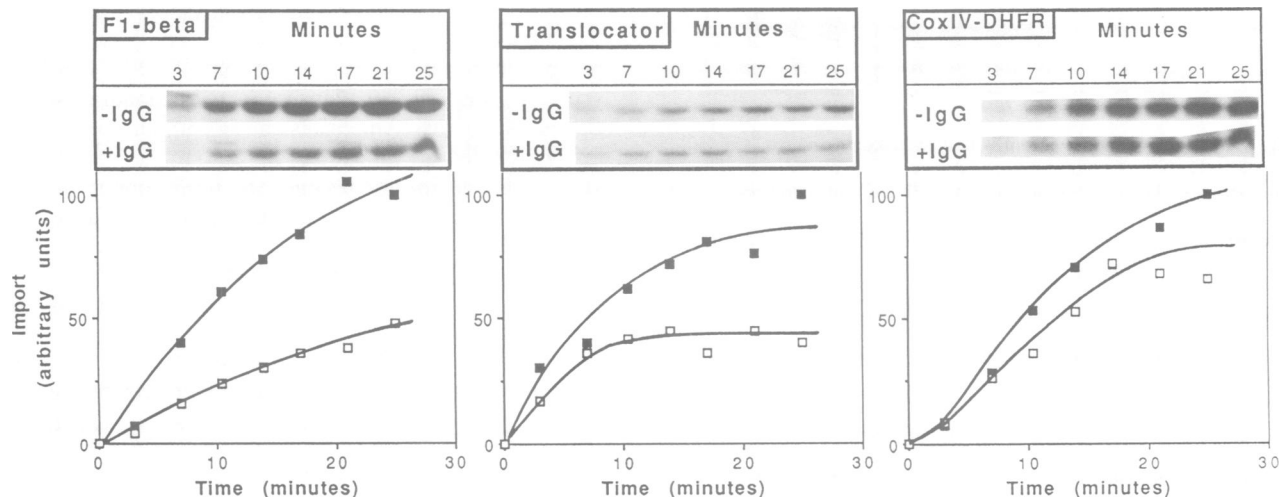 F1-beta Minutes
3 7 10 14 17 21 25
-IgG
+IgG
Translocator Minutes
3 7 10 14 17 21 25
-IgG
+IgG
CoxIV-DHFR Minutes
3 7 10 14 17 21 25
-IgG
+IgG
Import
(arbitrary units)
100
50
0
0 10 20 30
Time (minutes)
100
50
0
0 10 20 30
Time (minutes)
100
50
0
0 10 20 30
Time (minutes)